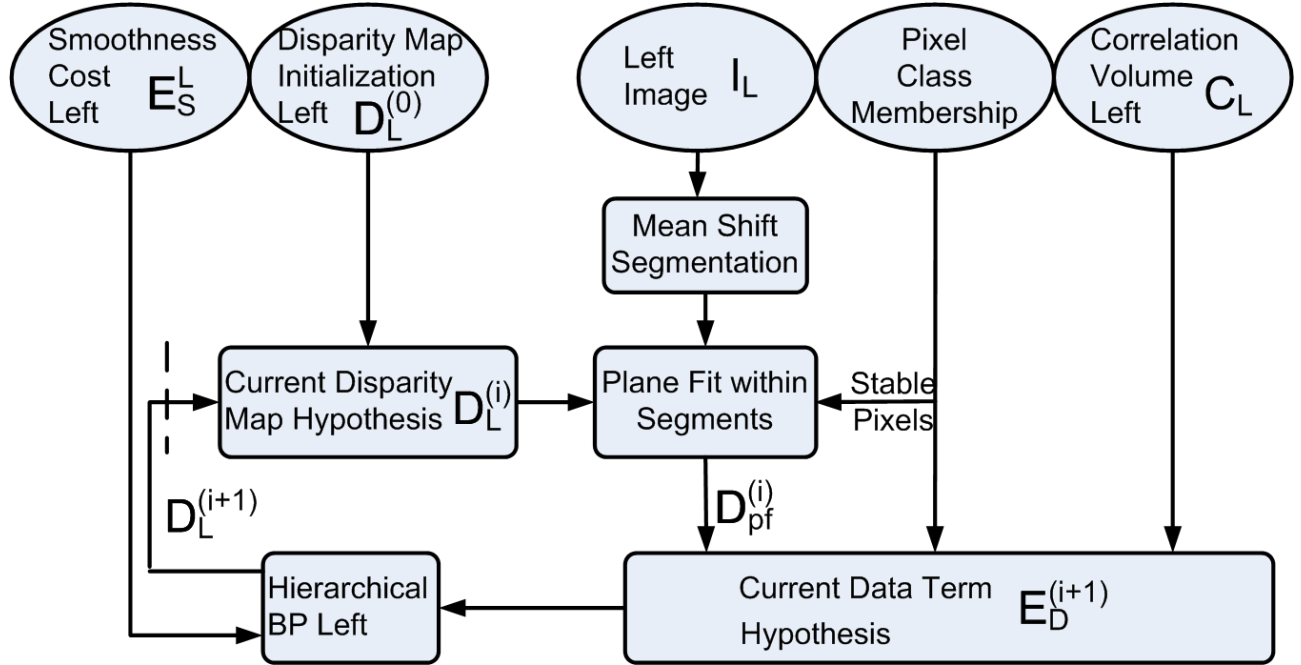 Smoothness
Cost
Left E_S^L
Disparity Map
Initialization
Left D_L^(0)
Left
Image I_L
Pixel
Class
Membership
Correlation
Volume
Left C_L
Mean Shift
Segmentation
Current Disparity
Map Hypothesis D_L^(i)
Plane Fit within
Segments
Stable
Pixels
D_L^(i+1)
D_pf^(i)
Hierarchical
BP Left
Current Data Term
Hypothesis E_D^(i+1)